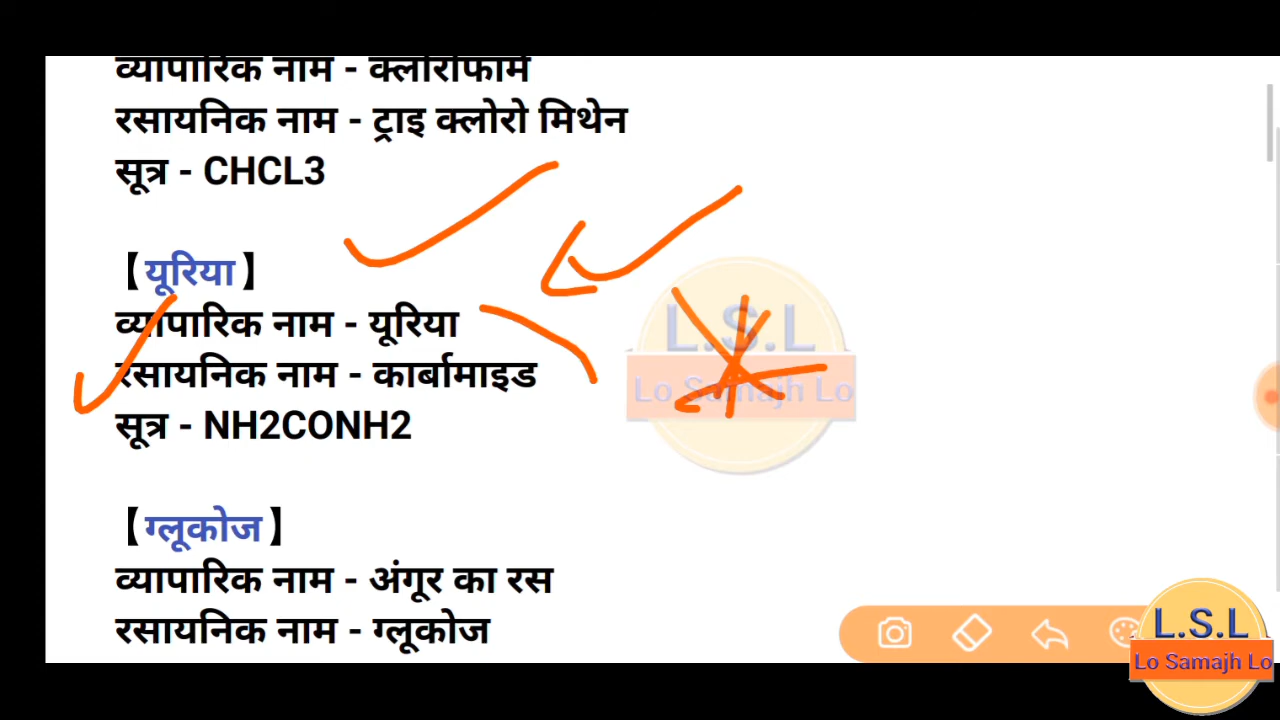 व्यापारिक नाम - क्लोरोफॉर्म
रसायनिक नाम - ट्राइ क्लोरो मिथेन
सूत्र - CHCL3
【यूरिया】
व्यापारिक नाम - यूरिया
रसायनिक नाम - कार्बामाइड
सूत्र - NH2CONH2
L.S.L
Lo Samajh Lo
【ग्लूकोज】
व्यापारिक नाम - अंगूर का रस
रसायनिक नाम - ग्लूकोज
L.S.L
Lo Samajh Lo